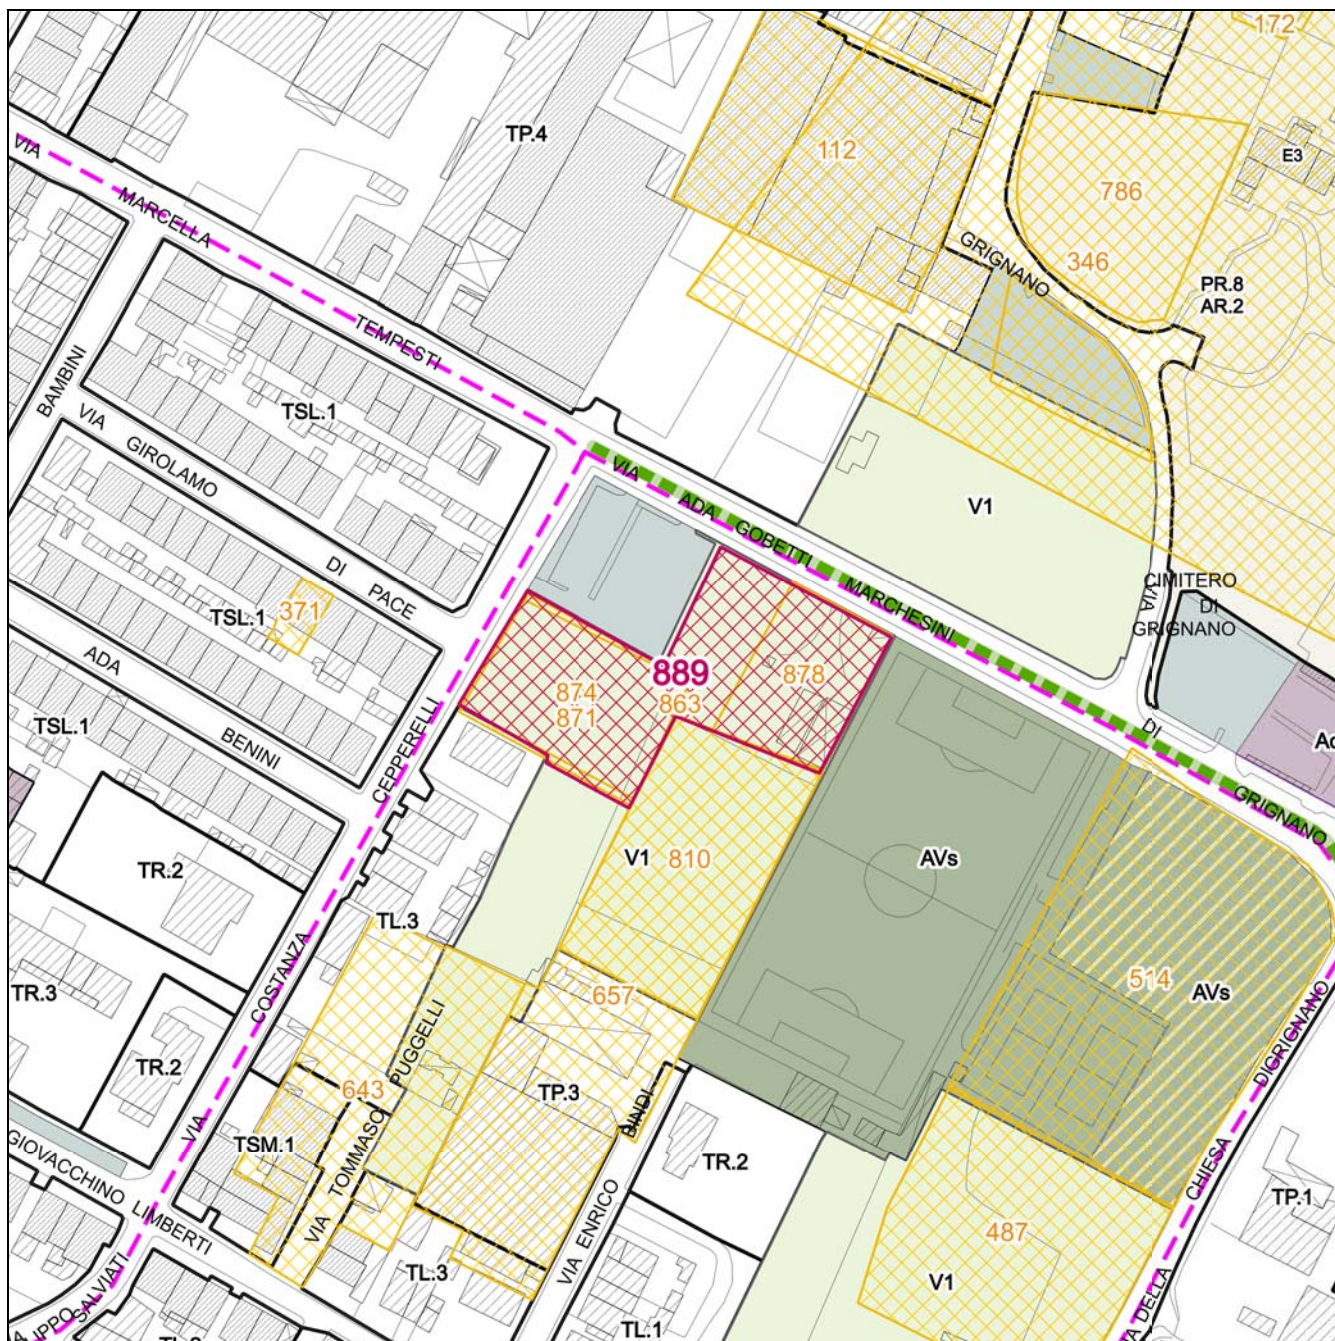 172
TP.4
112
E3
786
VIA
MARCELLA
346
GRIGNANO
PR.8
AR.2
TEMPESTI
BAMBINI
TSL.1
VIA GIROLAMO
DI PACE
VIA
ADA GOBETTI
MARCHESINI
DI
GRIGNANO
V1
CIMITERO
DI
GRIGNANO
VIA
371
TSL.1
ADA
BENINI
TSL.1
889
874
871
863
878
CEPPERELLI
V1
810
AVs
TR.2
TL.3
514
AVs
COSTANZA
TR.3
657
PUGGELLI
DIGRIGNANO
TR.2
643
TP.3
BINDI
VIA
TSM.1
TOMMASO
VIA
TR.2
CHIESA
TP.1
GIOVACCHINO
LIMBERTI
VIA ENRICO
487
TL.3
V1
SALVIATI
DELLA
TL.1